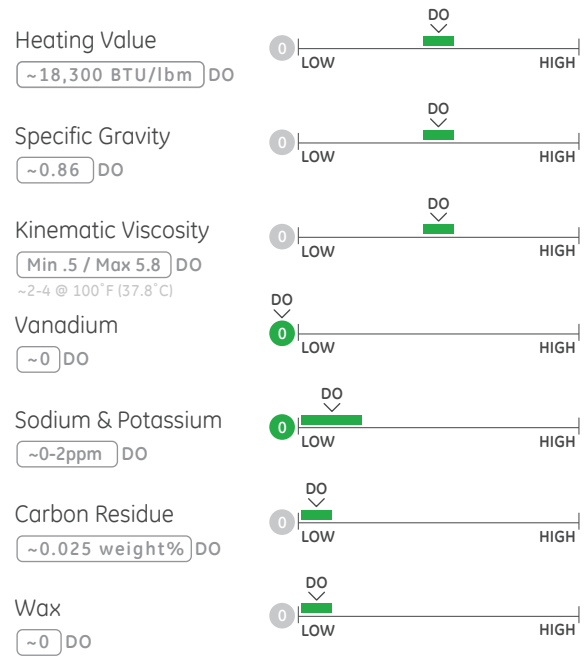 DO
Heating Value
0
LOW HIGH
~18,300 BTU/lbm DO
DO
Specific Gravity
0
LOW HIGH
~0.86 DO
DO
Kinematic Viscosity
0
LOW HIGH
Min .5 / Max 5.8 DO
~2-4 @ 100°F (37.8°C)
DO
Vanadium
0
LOW HIGH
~0 DO
DO
Sodium & Potassium
0
LOW HIGH
~0-2ppm DO
DO
Carbon Residue
0
LOW HIGH
~0.025 weight% DO
DO
Wax
0
LOW HIGH
~0 DO